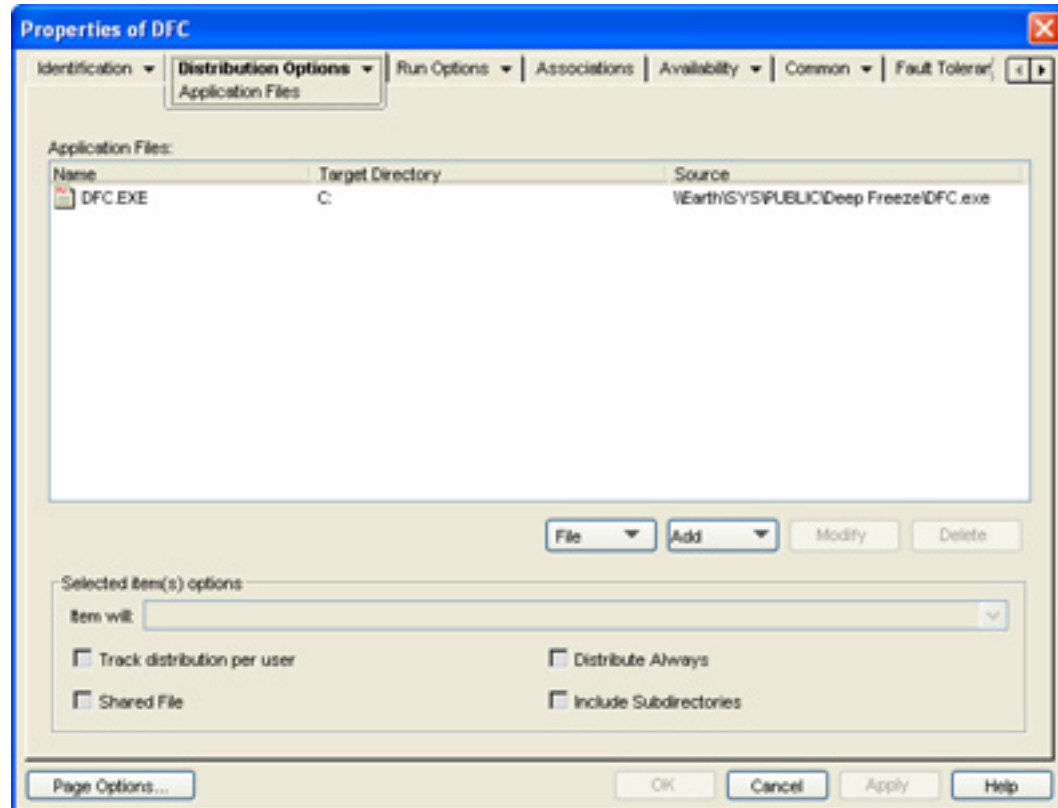 Properties of DFC
Identification Distribution Options Run Options Associations Availability Common Fault Toleran
Application Files
Application Files:
Name Target Directory Source
DFC.EXE C: \\Earth\SYS\PUBLIC\Deep Freeze\DFC.exe
File Add Modify Delete
Selected item(s) options
Item will:
Track distribution per user Distribute Always
Shared File Include Subdirectories
Page Options... OK Cancel Apply Help